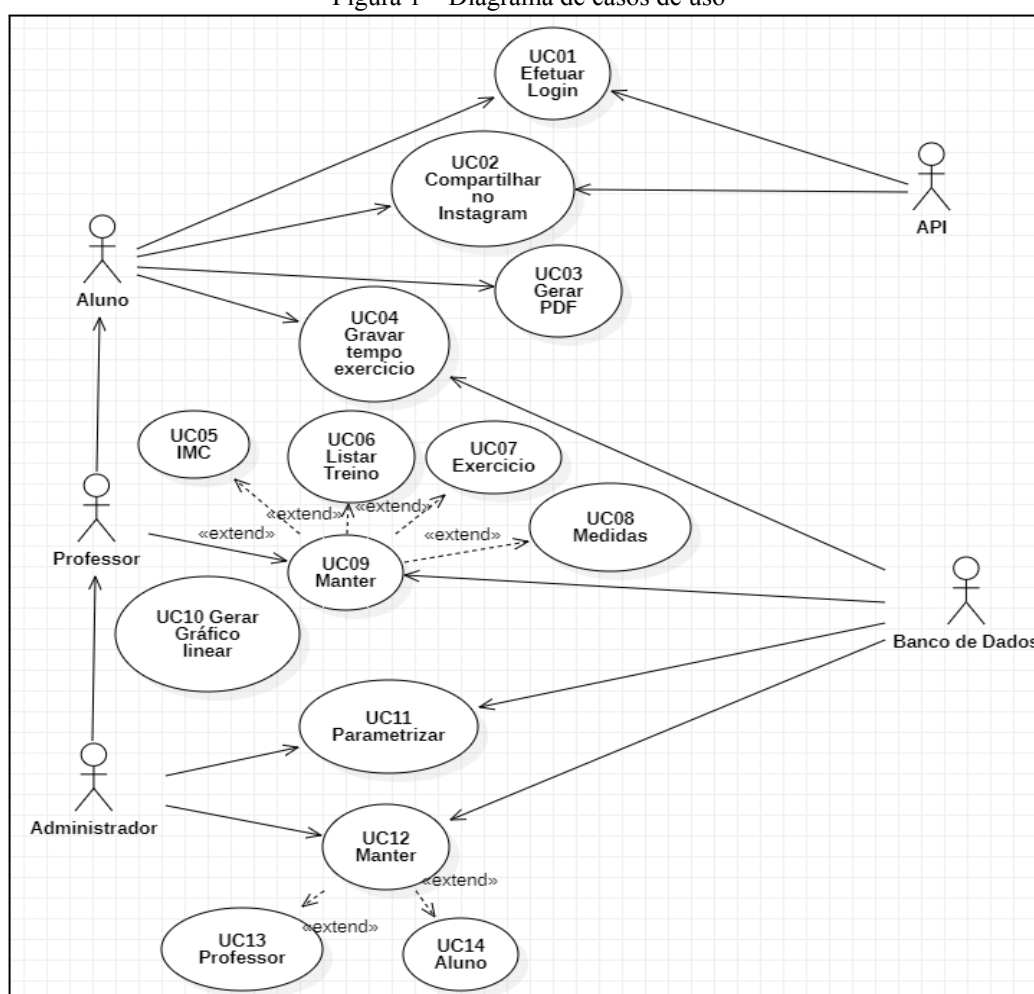 Figura 1 – Diagrama de casos de uso
UC01
Efetuar
Login
UC02
Compartilhar
no
Instagram
API
UC03
Gerar
PDF
Aluno
UC04
Gravar
tempo
exercicio
UC05
IMC
UC06
Listar
Treino
UC07
Exercicio
«extend»
«extend»
«extend»
«extend»
UC08
Medidas
Professor
UC09
Manter
UC10 Gerar
Gráfico
linear
Banco de Dados
UC11
Parametrizar
Administrador
UC12
Manter
«extend»
«extend»
UC13
Professor
UC14
Aluno